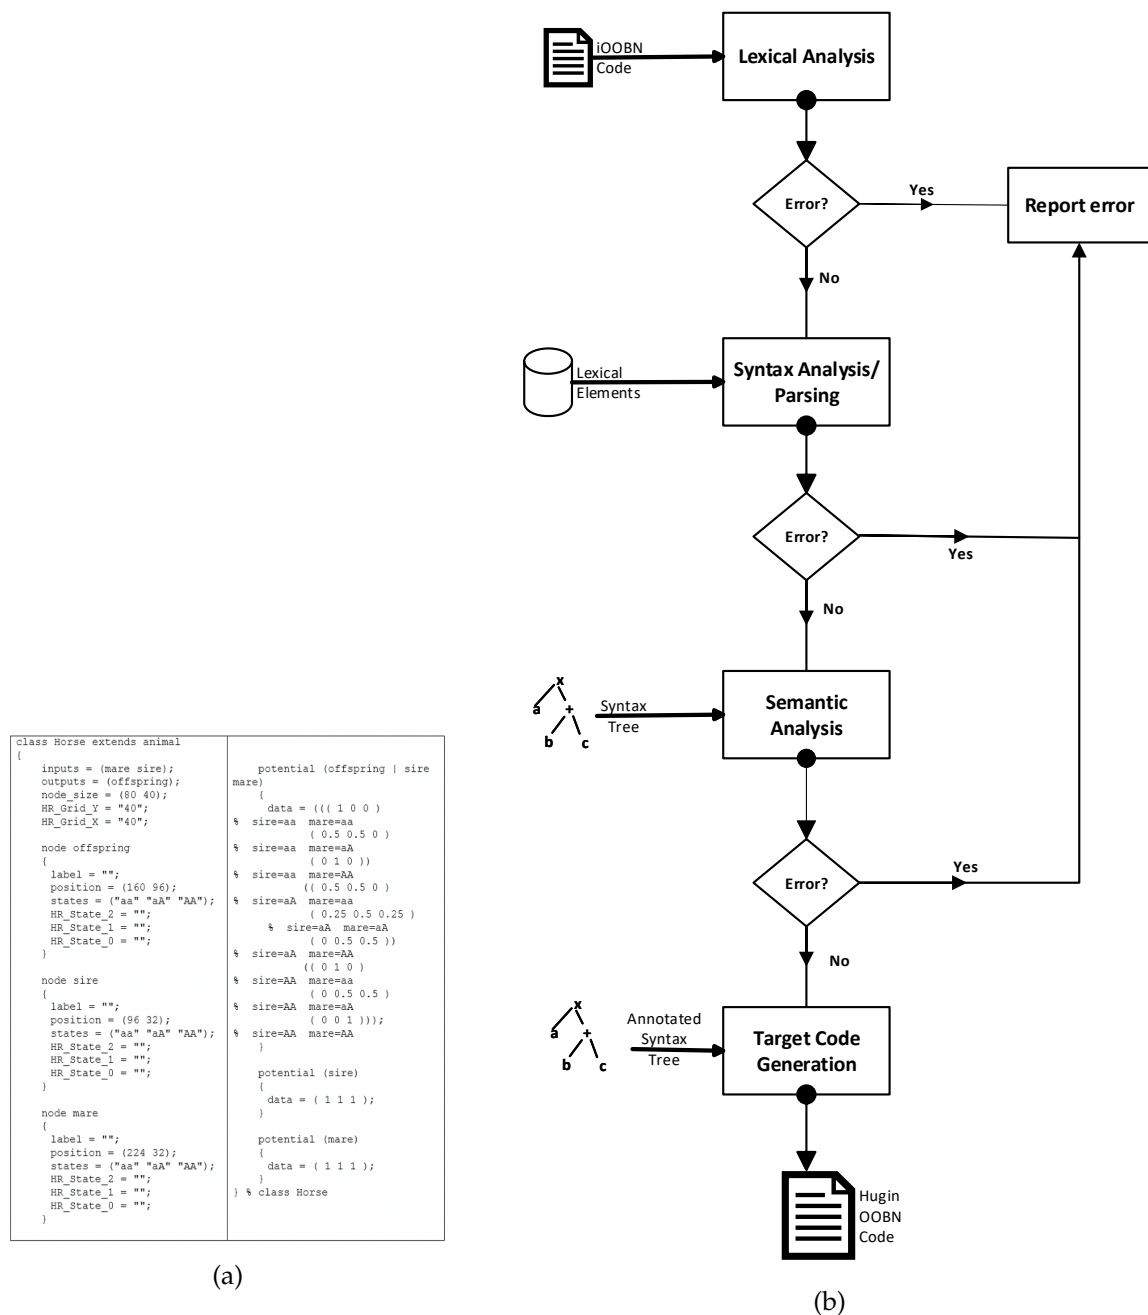 class Horse extends animal
{
inputs = (mare sire);
outputs = (offspring);
node_size = (80 40);
HR_Grid_Y = "40";
HR_Grid_X = "40";
node offspring
{
label = "";
position = (160 96);
states = ("aa" "aA" "AA");
HR_State_2 = "";
HR_State_1 = "";
HR_State_0 = "";
}
node sire
{
label = "";
position = (96 32);
states = ("aa" "aA" "AA");
HR_State_2 = "";
HR_State_1 = "";
HR_State_0 = "";
}
node mare
{
label = "";
position = (224 32);
states = ("aa" "aA" "AA");
HR_State_2 = "";
HR_State_1 = "";
HR_State_0 = "";
}
potential (offspring | sire
mare)
{
data = ((( 1 0 0 )
% sire=aa mare=aa
( 0.5 0.5 0 )
% sire=aa mare=aA
( 0 1 0 ))
% sire=aa mare=AA
(( 0.5 0.5 0 )
% sire=aA mare=aa
( 0.25 0.5 0.25 )
% sire=aA mare=aA
( 0 0.5 0.5 ))
% sire=aA mare=AA
(( 0 1 0 )
% sire=AA mare=aa
( 0 0.5 0.5 )
% sire=AA mare=aA
( 0 0 1 )));
% sire=AA mare=AA
}
potential (sire)
{
data = ( 1 1 1 );
}
potential (mare)
{
data = ( 1 1 1 );
}
} % class Horse
(a)
iOOBN
Code
Lexical Analysis
Error?
Yes
Report error
No
Lexical
Elements
Syntax Analysis/
Parsing
Error?
Yes
No
x
a +
b c
Syntax
Tree
Semantic
Analysis
Error?
Yes
No
x
a +
b c
Annotated
Syntax
Tree
Target Code
Generation
Hugin
OOBN
Code
(b)